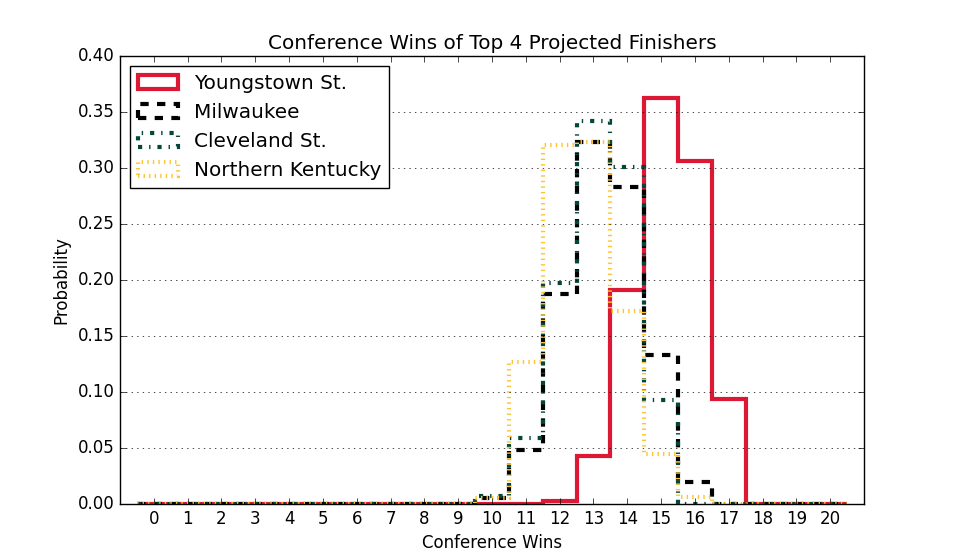 Conference Wins of Top 4 Projected Finishers
Youngstown St.
Milwaukee
Cleveland St.
Northern Kentucky
0.40
0.35
0.30
0.25
0.20
0.15
0.10
0.05
0.00
Probability
0 1 2 3 4 5 6 7 8 9 10 11 12 13 14 15 16 17 18 19 20
Conference Wins